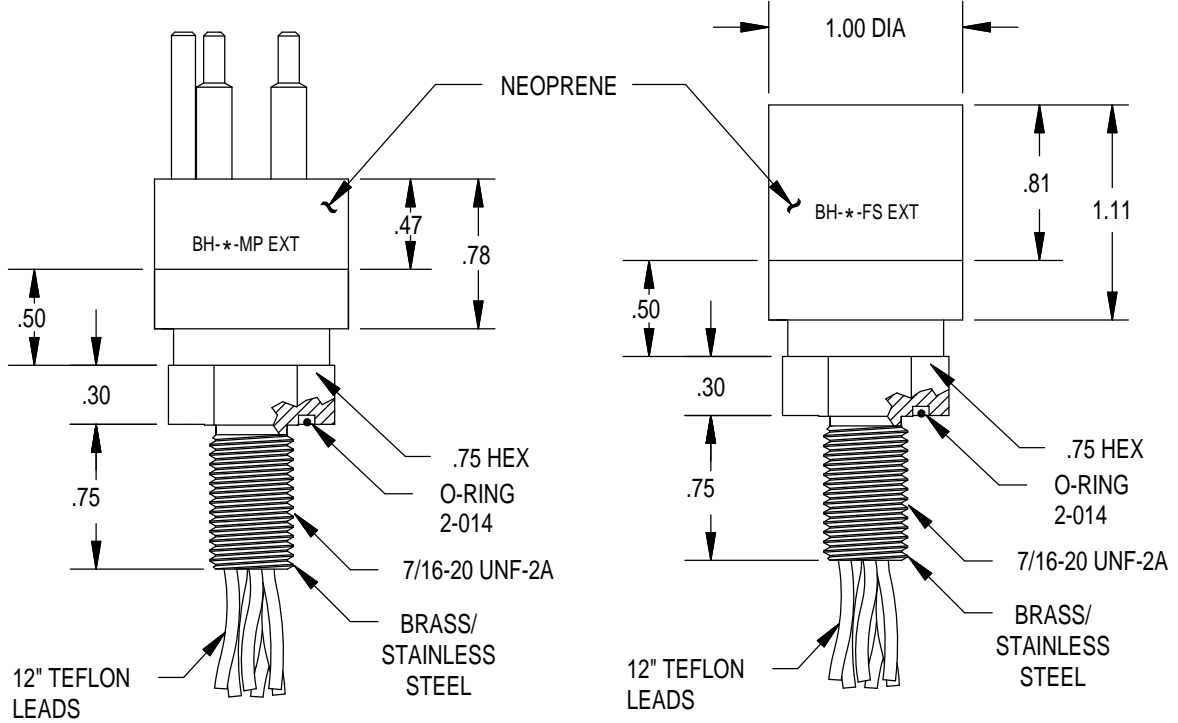 NEOPRENE
BH-*-MP EXT
.47
.78
.50
.30
.75
.75 HEX
O-RING
2-014
7/16-20 UNF-2A
BRASS/
STAINLESS
STEEL
12" TEFLON
LEADS
1.00 DIA
BH-*-FS EXT
.81
1.11
.50
.30
.75
.75 HEX
O-RING
2-014
7/16-20 UNF-2A
BRASS/
STAINLESS
STEEL
12" TEFLON
LEADS